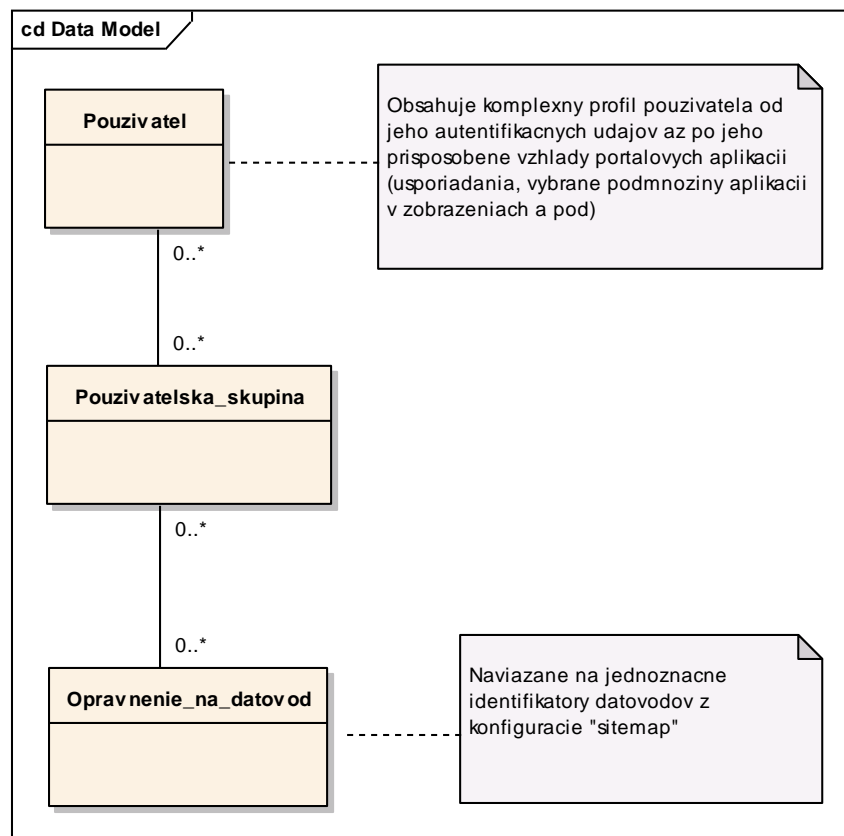 cd Data Model
Pouzivatel
Obsahuje komplexny profil pouzivatela od
jeho autentifikacnych udajov az po jeho
prisposobene vzhlady portalovych aplikacii
(usporiadania, vybrane podmnoziny aplikacii
v zobrazeniach a pod)
0..*
0..*
Pouzivatelska_skupina
0..*
0..*
Opravnenie_na_datovod
Naviazane na jednoznacne
identifikatory datovodov z
konfiguracie "sitemap"